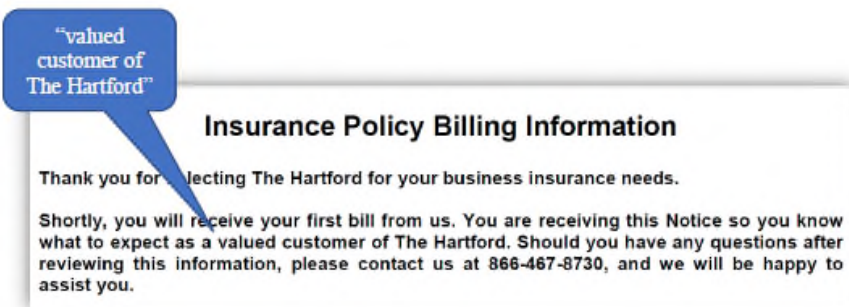 “valued
customer of
The Hartford”
Insurance Policy Billing Information
Thank you for lecting The Hartford for your business insurance needs.
Shortly, you will receive your first bill from us. You are receiving this Notice so you know
what to expect as a valued customer of The Hartford. Should you have any questions after
reviewing this information, please contact us at 866-467-8730, and we will be happy to
assist you.